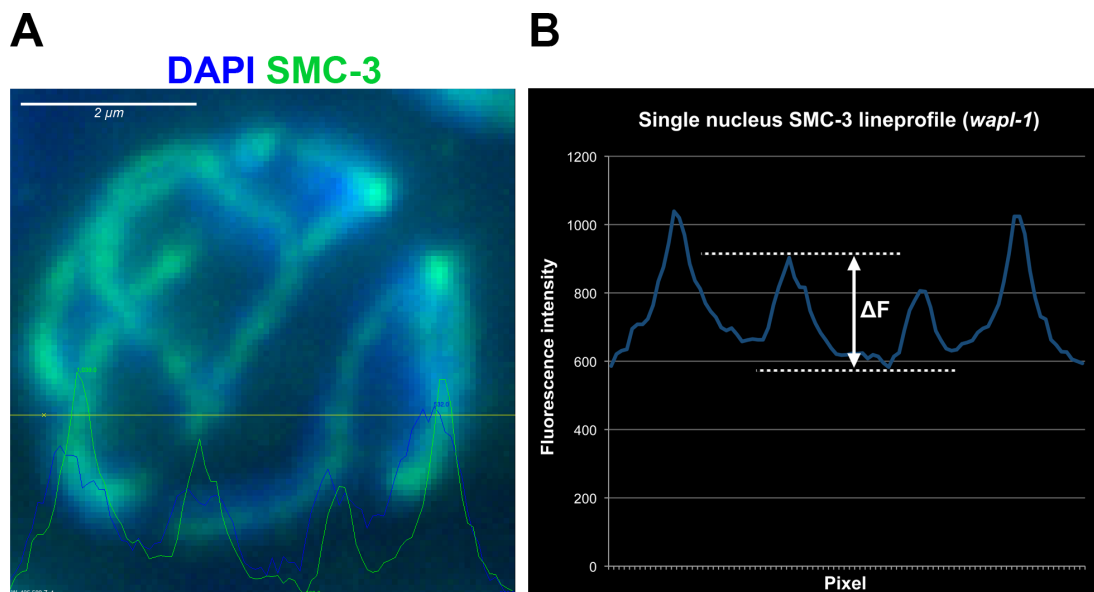 A
DAPI SMC-3
2 µm
B
Single nucleus SMC-3 lineprofile (wapl-1)
1200
1000
800
600
400
200
0
Fluorescence intensity
ΔF
Pixel